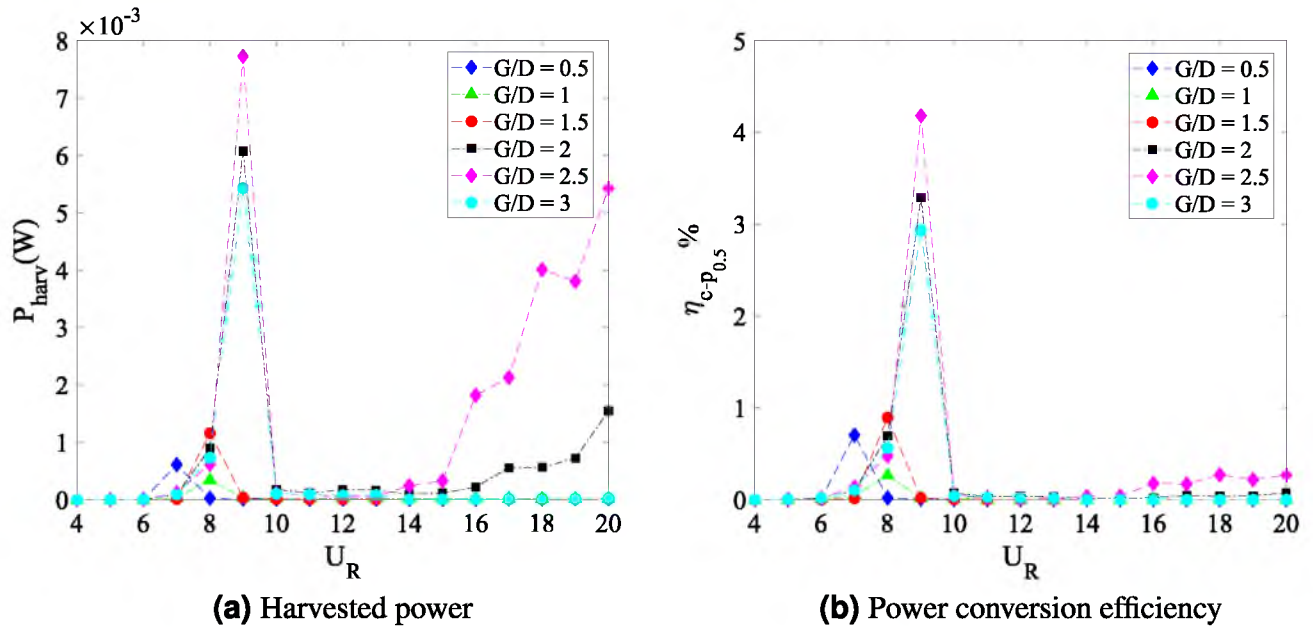 ×10⁻³
8
7
6
5
4
3
2
1
0
P_harv(W)
4 6 8 10 12 14 16 18 20
U_R
G/D = 0.5
G/D = 1
G/D = 1.5
G/D = 2
G/D = 2.5
G/D = 3
(a) Harvested power
5
4
3
2
1
0
η_c-p_0.5 %
4 6 8 10 12 14 16 18 20
U_R
G/D = 0.5
G/D = 1
G/D = 1.5
G/D = 2
G/D = 2.5
G/D = 3
(b) Power conversion efficiency